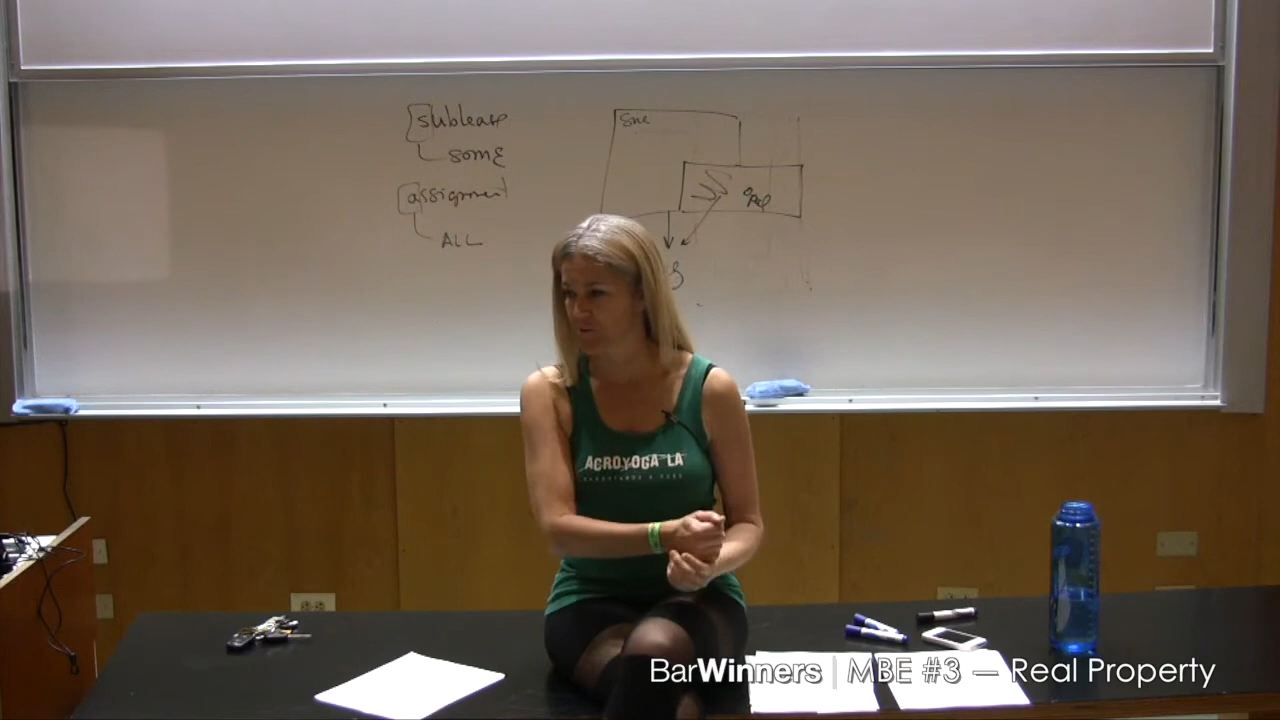 sublease
some
assignment
ALL
ACROYOGA LA
BarWinners | MBE #3 — Real Property